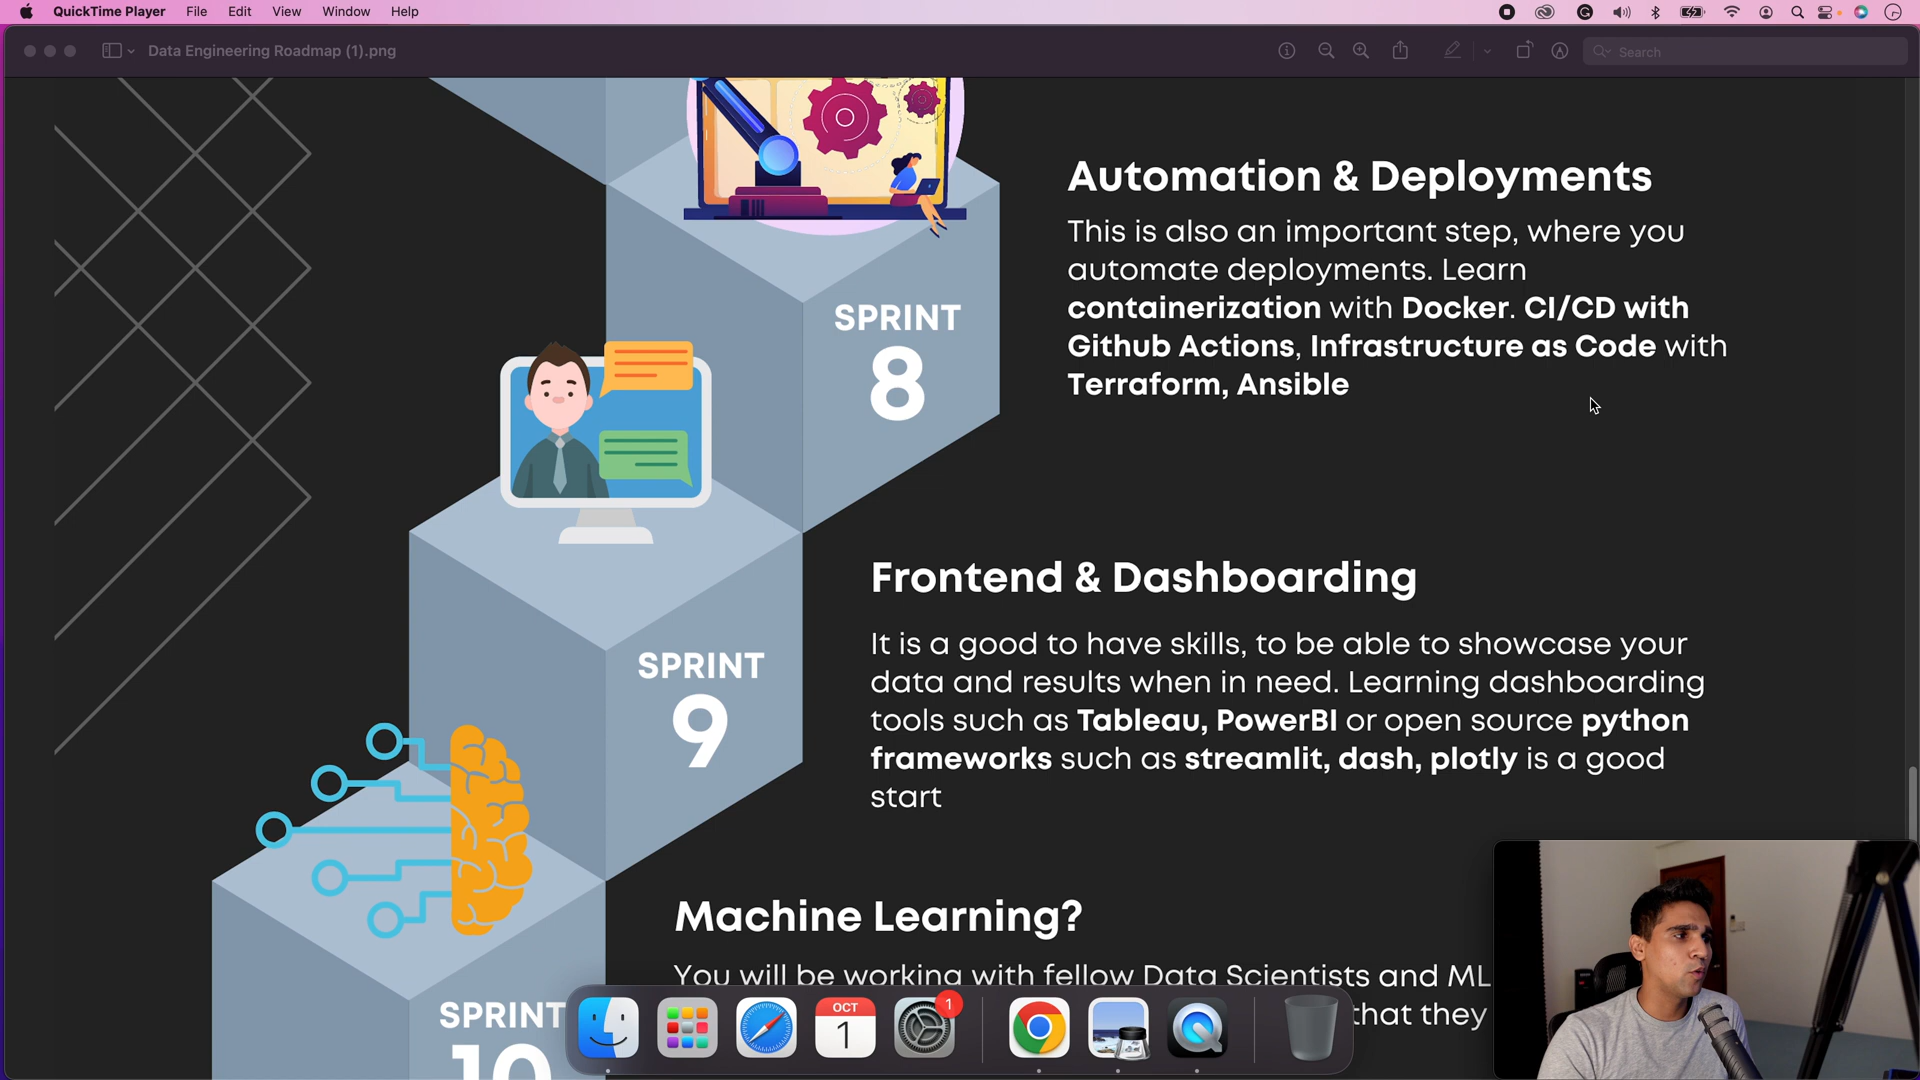 QuickTime Player File Edit View Window Help
Data Engineering Roadmap (1).png
Search
Automation & Deployments
This is also an important step, where you
automate deployments. Learn
containerization with Docker. CI/CD with
Github Actions, Infrastructure as Code with
Terraform, Ansible
SPRINT
8
Frontend & Dashboarding
It is a good to have skills, to be able to showcase your
data and results when in need. Learning dashboarding
tools such as Tableau, PowerBI or open source python
frameworks such as streamlit, dash, plotly is a good
start
SPRINT
9
Machine Learning?
You will be working with fellow Data Scientists and ML
that they
SPRINT
10
OCT
1
1